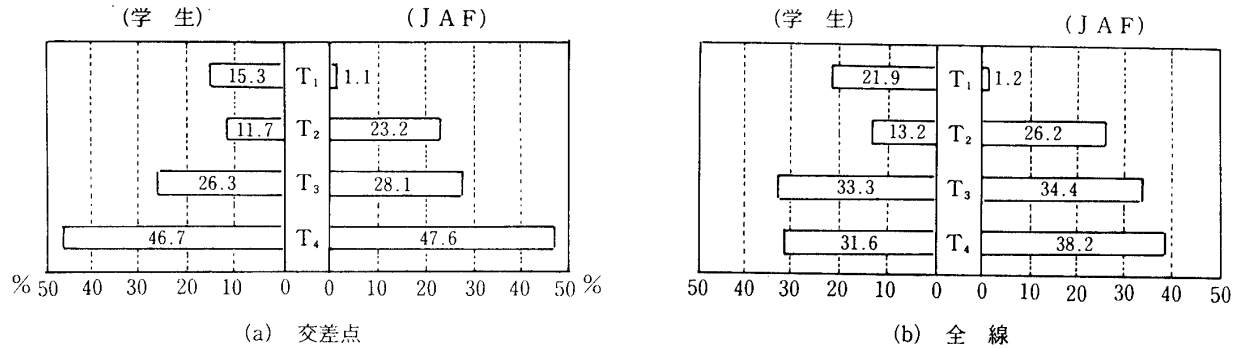 (学 生) (J A F)
15.3 T₁ 1.1
11.7 T₂ 23.2
26.3 T₃ 28.1
46.7 T₄ 47.6
% 50 40 30 20 10 0 0 10 20 30 40 50 %
(a) 交差点
(学 生) (J A F)
21.9 T₁ 1.2
13.2 T₂ 26.2
33.3 T₃ 34.4
31.6 T₄ 38.2
50 40 30 20 10 0 0 10 20 30 40 50
(b) 全 線